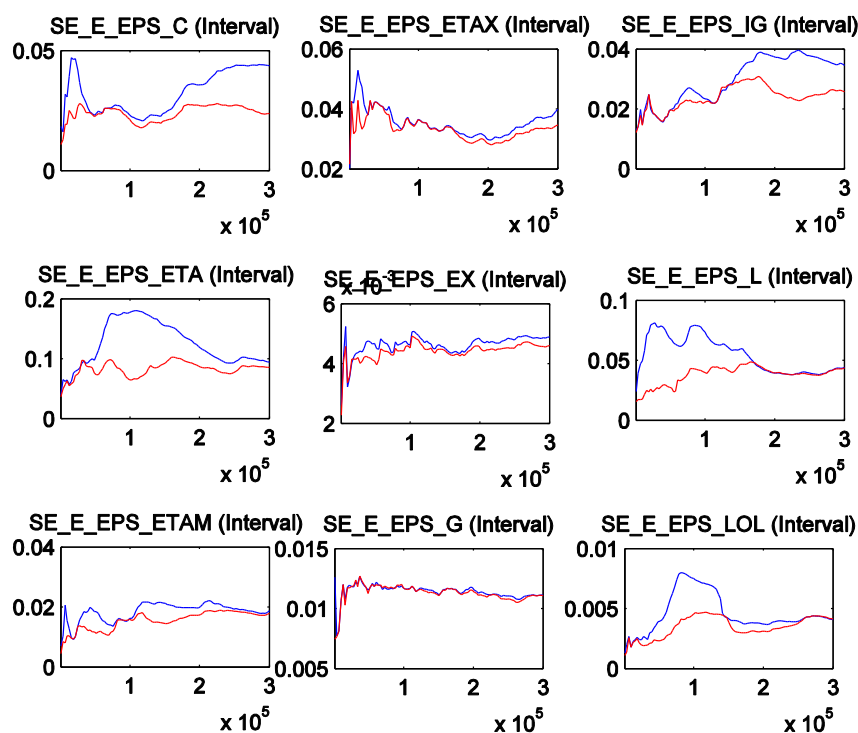 SE_E_EPS_C (Interval) SE_E_EPS_ETAX (Interval) SE_E_EPS_IG (Interval)
0.05 0.06 0.04
0.04 0.02
0 0.02 0
1 2 3 1 2 3 1 2 3
x 10^5 x 10^5 x 10^5
SE_E_EPS_ETA (Interval) SE_E_EPS_EX (Interval) SE_E_EPS_L (Interval)
x 10^-3
0.2 6 0.1
0.1 4 0.05
0 2 0
1 2 3 1 2 3 1 2 3
x 10^5 x 10^5 x 10^5
SE_E_EPS_ETAM (Interval) SE_E_EPS_G (Interval) SE_E_EPS_LOL (Interval)
0.04 0.015 0.01
0.02 0.01 0.005
0 0.005 0
1 2 3 1 2 3 1 2 3
x 10^5 x 10^5 x 10^5